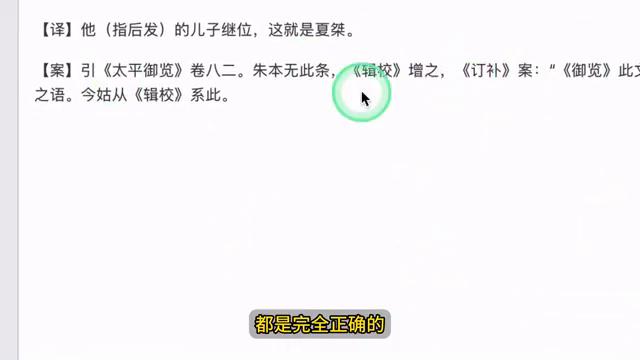 【译】他（指后发）的儿子继位，这就是夏桀。
【案】引《太平御览》卷八二。朱本无此条，《辑校》增之，《订补》案：“《御览》此文
之语。今姑从《辑校》系此。
都是完全正确的